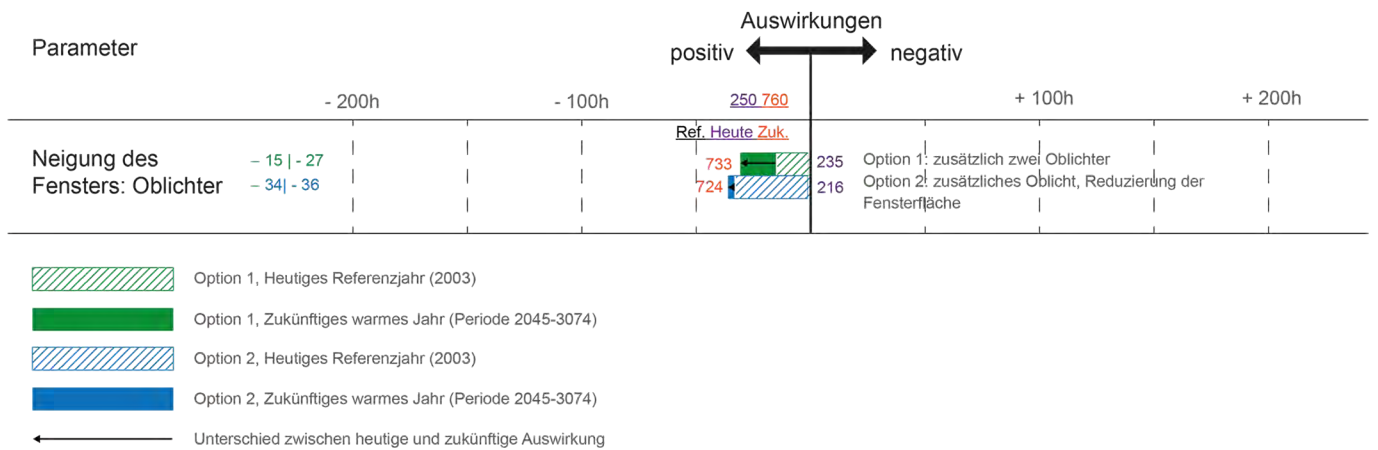 Auswirkungen
Parameter
positiv negativ
- 200h - 100h 250 760 + 100h + 200h
Ref. Heute Zuk.
Neigung des – 15 | - 27 733 235 Option 1: zusätzlich zwei Oblichter
Fensters: Oblichter – 34| - 36 724 216 Option 2: zusätzliches Oblicht, Reduzierung der
Fensterfläche
Option 1, Heutiges Referenzjahr (2003)
Option 1, Zukünftiges warmes Jahr (Periode 2045-3074)
Option 2, Heutiges Referenzjahr (2003)
Option 2, Zukünftiges warmes Jahr (Periode 2045-3074)
Unterschied zwischen heutige und zukünftige Auswirkung